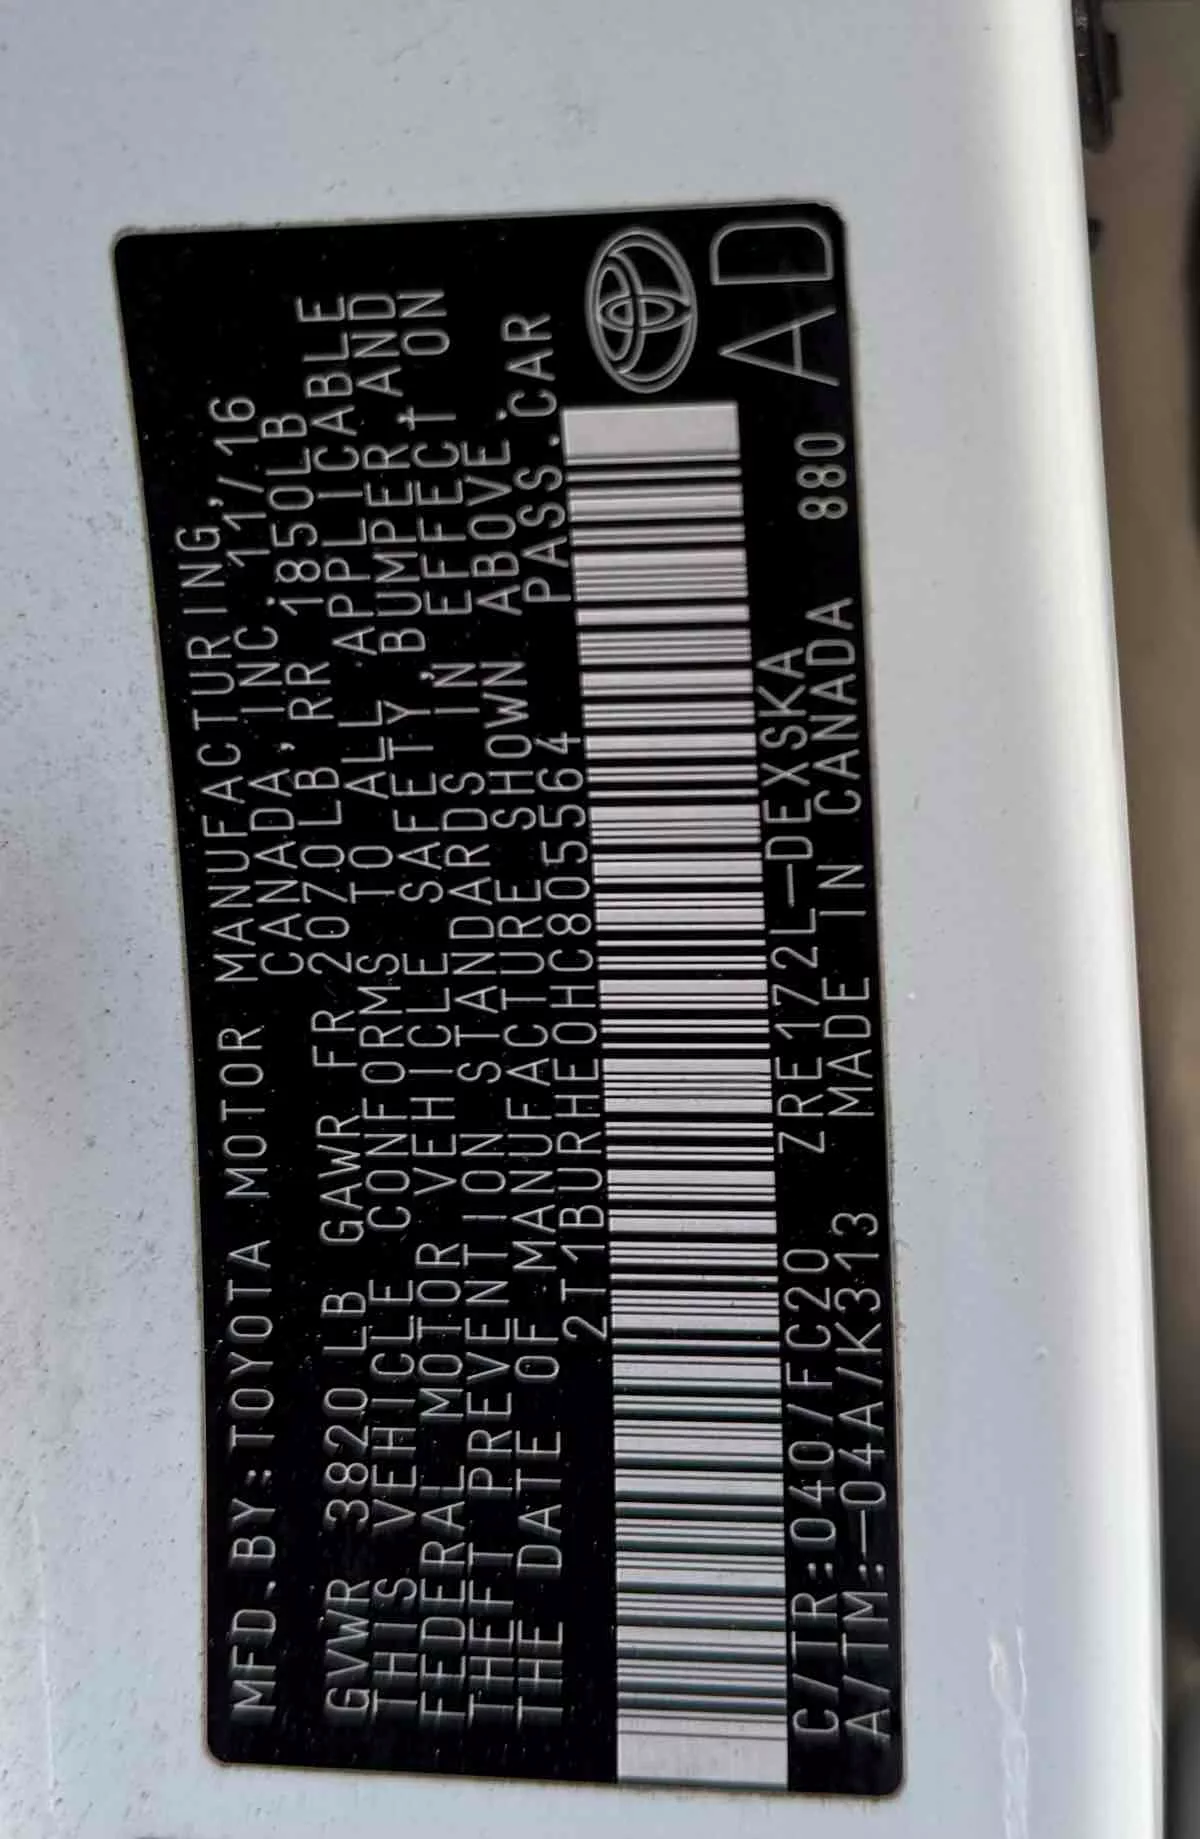 MFD.BY:TOYOTA MOTOR MANUFACTURING,
CANADA, INC. 11/16
GVWR 3820 LB GAWR FR 2070 LB, RR 1850LB
THIS VEHICLE CONFORMS TO ALL APPLICABLE
FEDERAL MOTOR VEHICLE SAFETY, BUMPER, AND
THEFT PREVENTION STANDARDS IN EFFECT ON
THE DATE OF MANUFACTURE SHOWN ABOVE.
2T1BURHE0HC805564 PASS.CAR
C/TR:040/FC20 ZRE172L-DEXSKA
A/TM:-04A/K313 MADE IN CANADA 880
AD